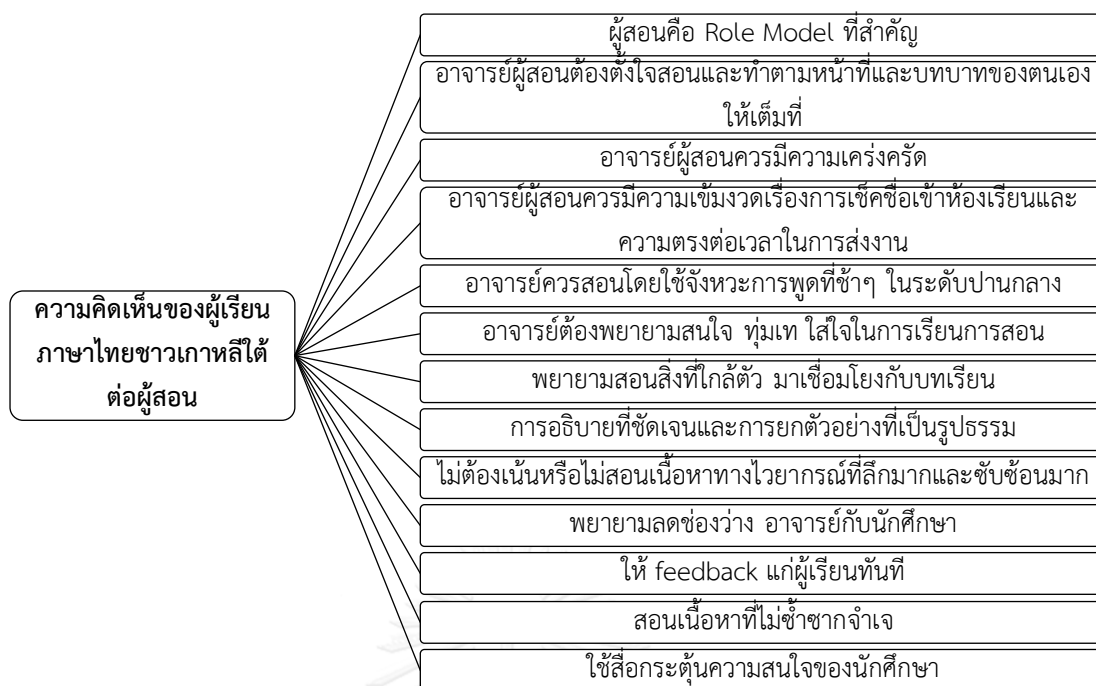 ความคิดเห็นของผู้เรียน
ภาษาไทยชาวเกาหลีใต้
ต่อผู้สอน
ผู้สอนคือ Role Model ที่สำคัญ
อาจารย์ผู้สอนต้องตั้งใจสอนและทำตามหน้าที่และบทบาทของตนเอง
ให้เต็มที่
อาจารย์ผู้สอนควรมีความเคร่งครัด
อาจารย์ผู้สอนควรมีความเข้มงวดเรื่องการเช็คชื่อเข้าห้องเรียนและ
ความตรงต่อเวลาในการส่งงาน
อาจารย์ควรสอนโดยใช้จังหวะการพูดที่ช้าๆ ในระดับปานกลาง
อาจารย์ต้องพยายามสนใจ ทุ่มเท ใส่ใจในการเรียนการสอน
พยายามสอนสิ่งที่ใกล้ตัว มาเชื่อมโยงกับบทเรียน
การอธิบายที่ชัดเจนและการยกตัวอย่างที่เป็นรูปธรรม
ไม่ต้องเน้นหรือไม่สอนเนื้อหาทางไวยากรณ์ที่ลึกมากและซับซ้อนมาก
พยายามลดช่องว่าง อาจารย์กับนักศึกษา
ให้ feedback แก่ผู้เรียนทันที
สอนเนื้อหาที่ไม่ซ้ำซากจำเจ
ใช้สื่อกระตุ้นความสนใจของนักศึกษา